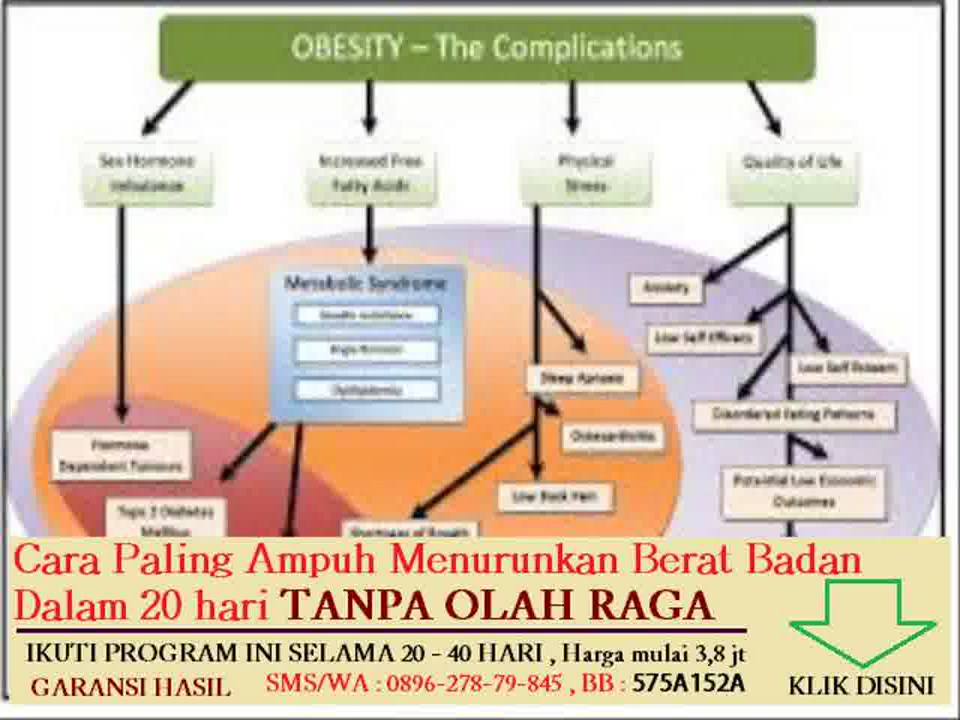 OBESITY – The Complications
Sex Hormone
Imbalance
Increased Free
Fatty Acids
Physical
Stress
Quality of Life
Metabolic Syndrome
Anxiety
Low Self Efficacy
Low Self Esteem
Sleep Apnoea
Disordered Eating Patterns
Hormone
Dependent Tumours
Osteoarthritis
Low Back Pain
Potential Low Economic
Outcomes
Type 2 Diabetes
Mellitus
Shortness of Breath
Cara Paling Ampuh Menurunkan Berat Badan
Dalam 20 hari TANPA OLAH RAGA
IKUTI PROGRAM INI SELAMA 20 - 40 HARI , Harga mulai 3,8 jt
GARANSI HASIL SMS/WA : 0896-278-79-845 , BB : 575A152A
KLIK DISINI